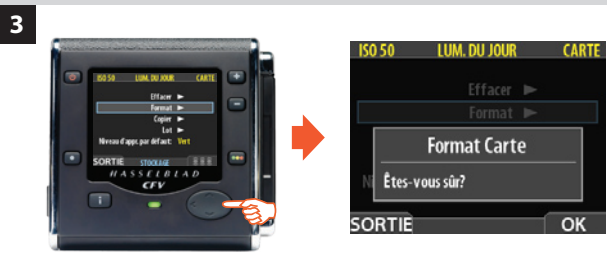 3
ISO 50 LUM. DU JOUR CARTE
Effacer ►
Format ►
Copier ►
Lot ►
Niveau d'appr. par défaut: Vert
SORTIE STOCKAGE
HASSELBLAD
CFV
i
ISO 50 LUM. DU JOUR CARTE
Effacer ►
Format ►
Format Carte
Ni
Êtes-vous sûr?
SORTIE OK